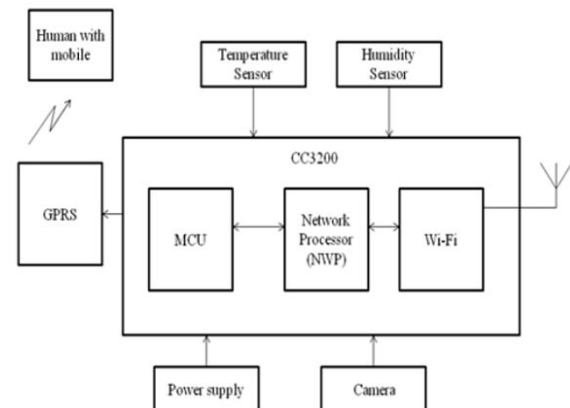 Human with
mobile
Temperature
Sensor
Humidity
Sensor
CC3200
GPRS
MCU
Network
Processor
(NWP)
Wi-Fi
Power supply
Camera